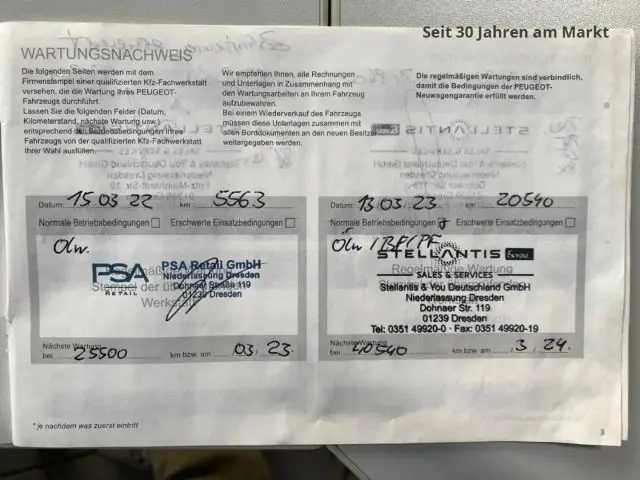 Seit 30 Jahren am Markt
WARTUNGSNACHWEIS
Die folgenden Seiten werden mit dem
Firmenstempel einer qualifizierten Kfz-Fachwerkstatt
versehen, die die Wartung Ihres PEUGEOT-
Fahrzeugs durchführt.
Lassen Sie die folgenden Felder (Datum,
Kilometerstand, nächste Wartung usw.)
entsprechend den Betriebsbedingungen Ihres
Fahrzeugs von der qualifizierten Kfz-Fachwerkstatt
Ihrer Wahl ausfüllen.
Wir empfehlen Ihnen, alle Rechnungen
und Unterlagen in Zusammenhang mit
den Wartungsarbeiten an Ihrem Fahrzeug
aufzubewahren.
Bei einem Wiederverkauf des Fahrzeugs
müssen diese Unterlagen zusammen mit
allen Borddokumenten an den neuen Besitzer
weitergegeben werden.
Die regelmäßigen Wartungen sind verbindlich,
damit die Bedingungen der PEUGEOT-
Neuwagengarantie erfüllt werden.
Datum: 15 03 22 km 5563
Normale Betriebsbedingungen Erschwerte Einsatzbedingungen
Ölw.
PSA
RETAIL
PSA Retail GmbH
Niederlassung Dresden
Dohnaer Straße 119
01239 Dresden
Stempel der
Werkst
Nächste Wartung
bei 25500 km bzw. am 03. 23.
Datum: 13 03 23. km 20540
Normale Betriebsbedingungen Erschwerte Einsatzbedingungen
Ölw / BF / PF
STELLANTIS &YOU
SALES & SERVICES
Regelmäßige Wartung
Stellantis & You Deutschland GmbH
Niederlassung Dresden
Dohnaer Str. 119
01239 Dresden
Tel: 0351 49920-0 · Fax: 0351 49920-19
Nächste Wartung
bei 40540 km bzw. am 3. 24.
* je nachdem was zuerst eintritt
3